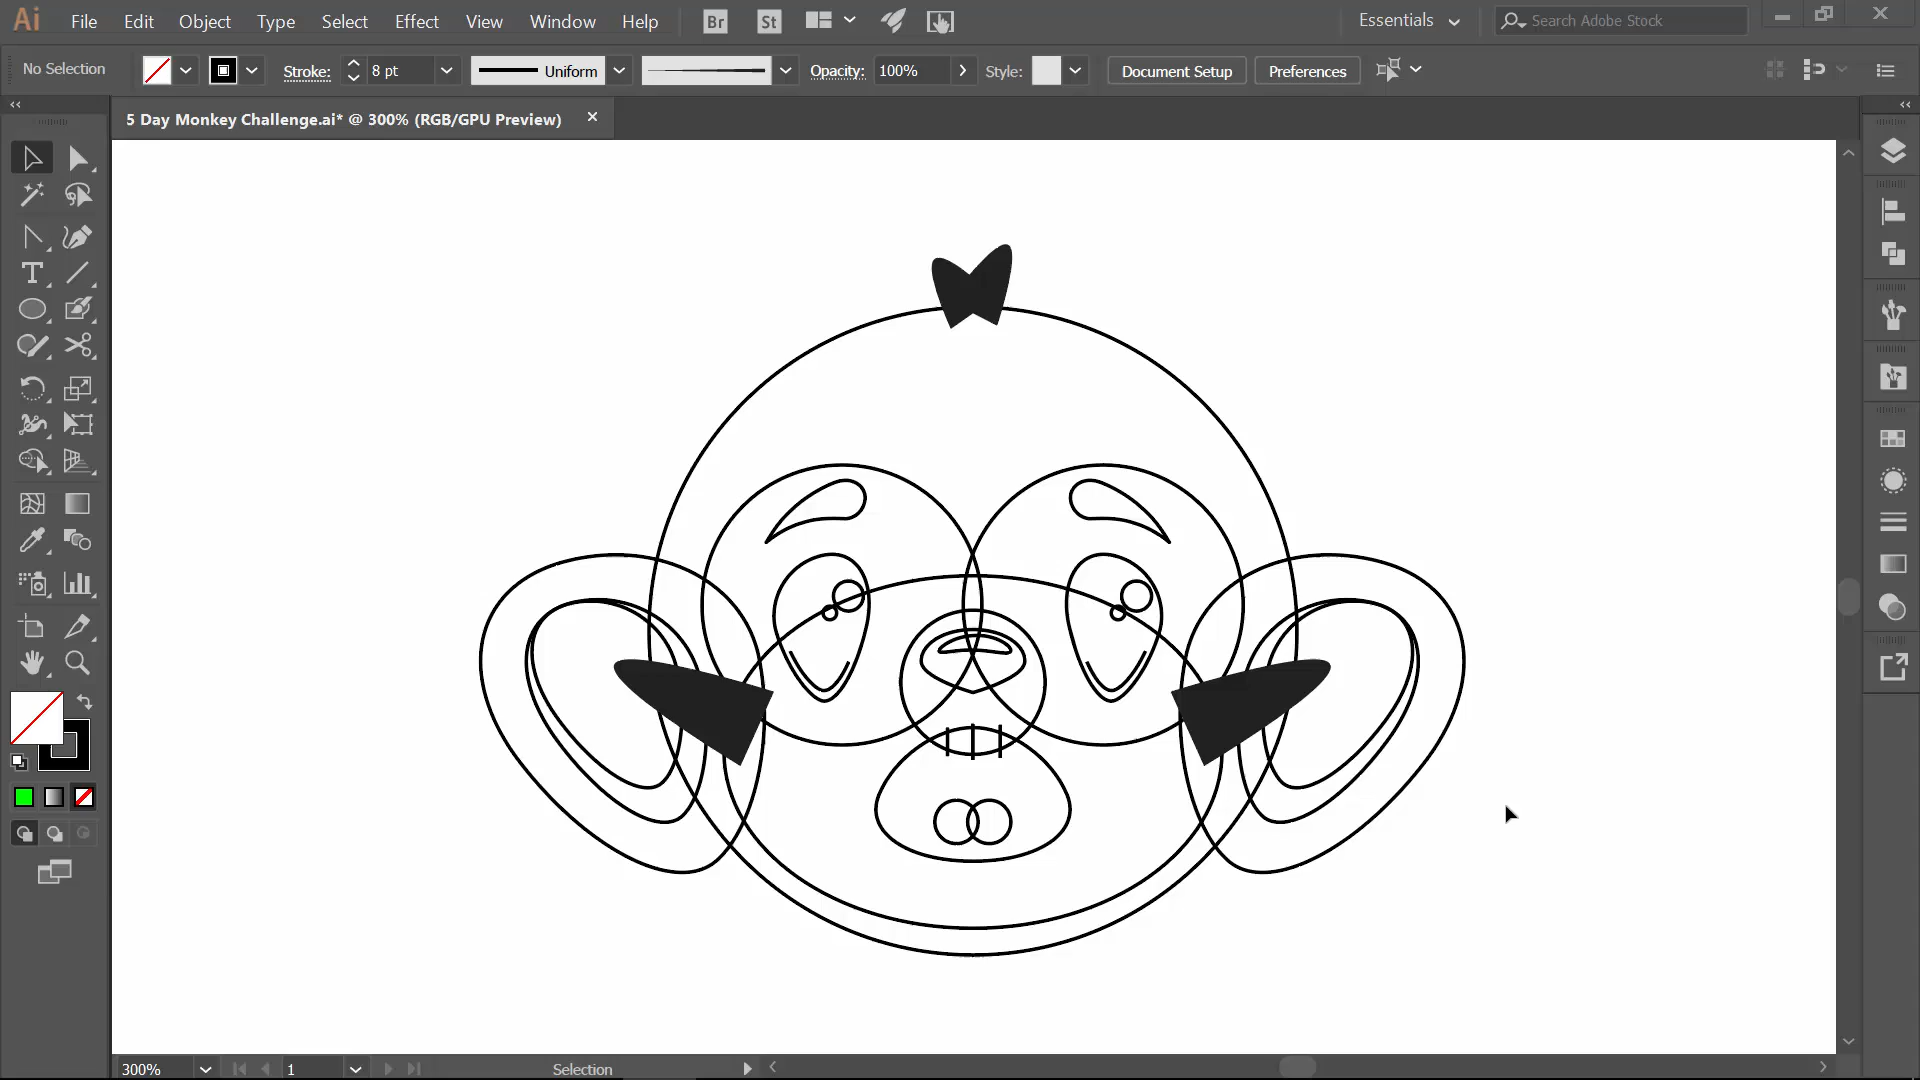 Ai File Edit Object Type Select Effect View Window Help Br St Essentials Search Adobe Stock
No Selection Stroke: 8 pt Uniform Opacity: 100% Style: Document Setup Preferences
5 Day Monkey Challenge.ai* @ 300% (RGB/GPU Preview)
300% 1 Selection